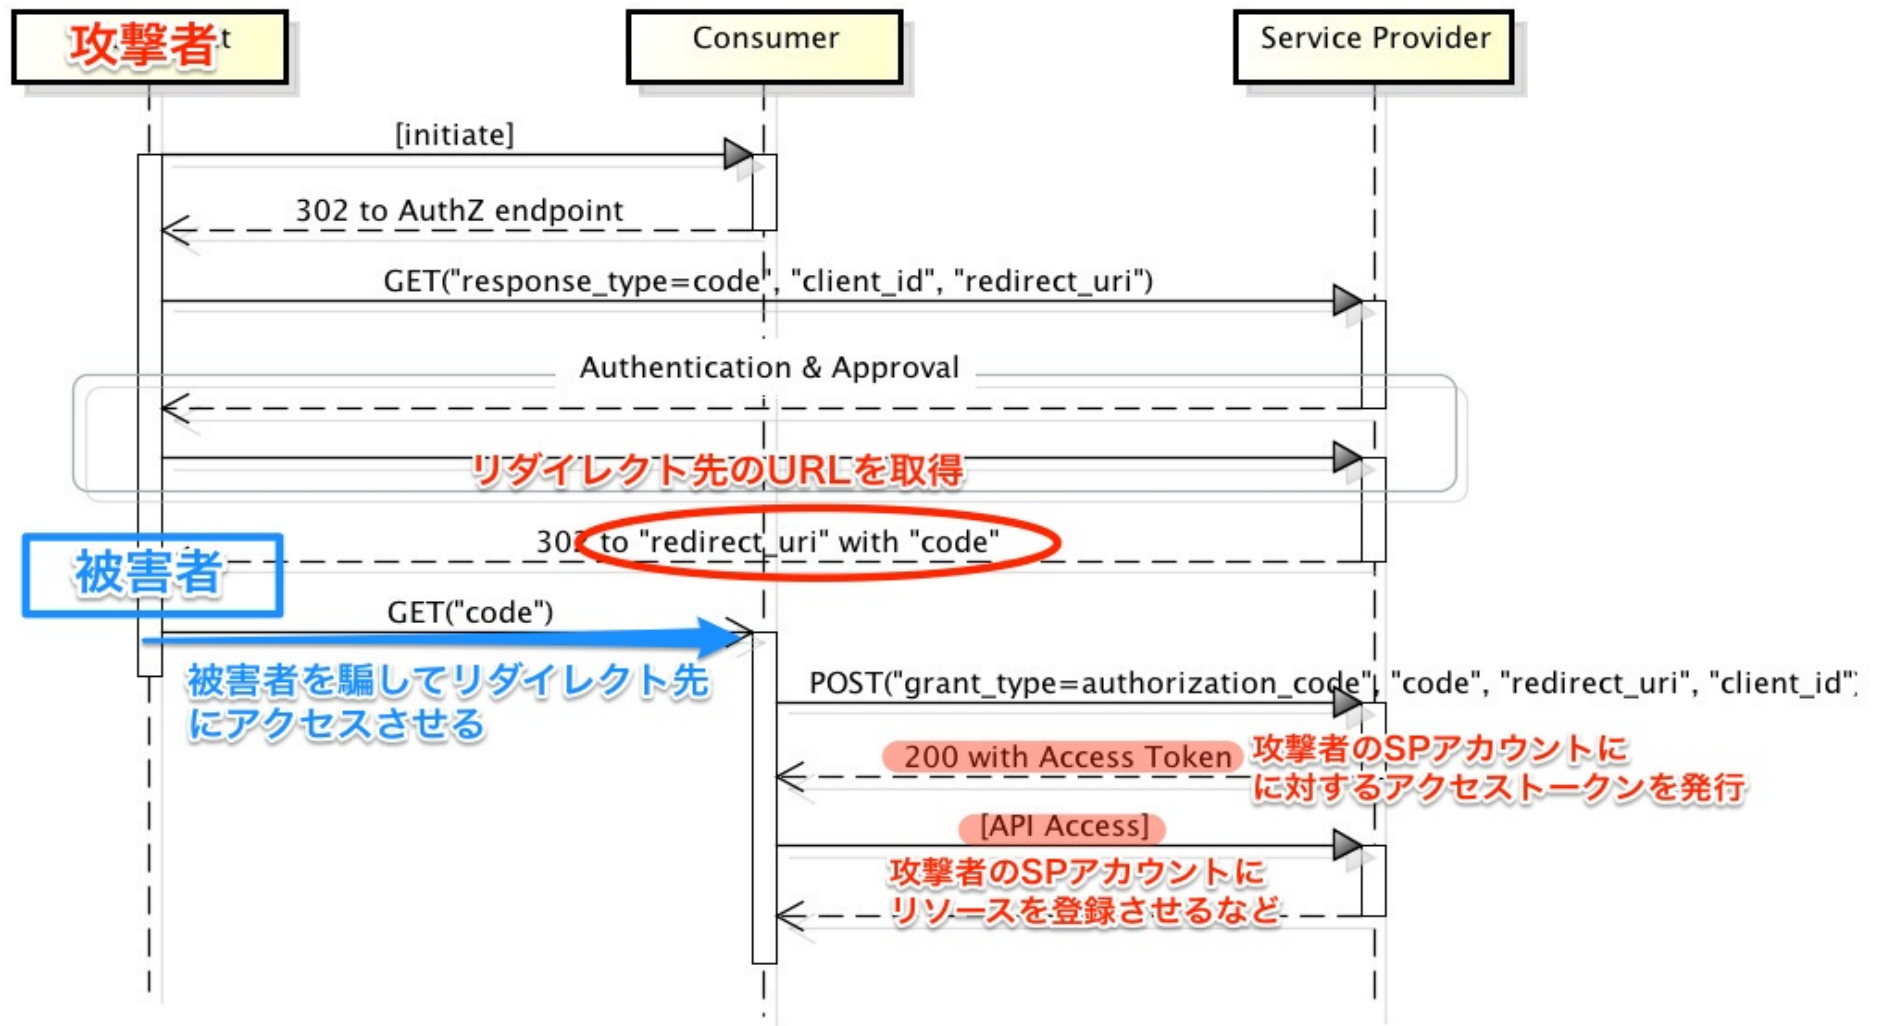 攻撃者
Consumer
Service Provider
[initiate]
302 to AuthZ endpoint
GET("response_type=code", "client_id", "redirect_uri")
Authentication & Approval
リダイレクト先のURLを取得
302 to "redirect_uri" with "code"
被害者
GET("code")
被害者を騙してリダイレクト先
にアクセスさせる
POST("grant_type=authorization_code", "code", "redirect_uri", "client_id")
200 with Access Token
攻撃者のSPアカウントに
に対するアクセストークンを発行
[API Access]
攻撃者のSPアカウントに
リソースを登録させるなど